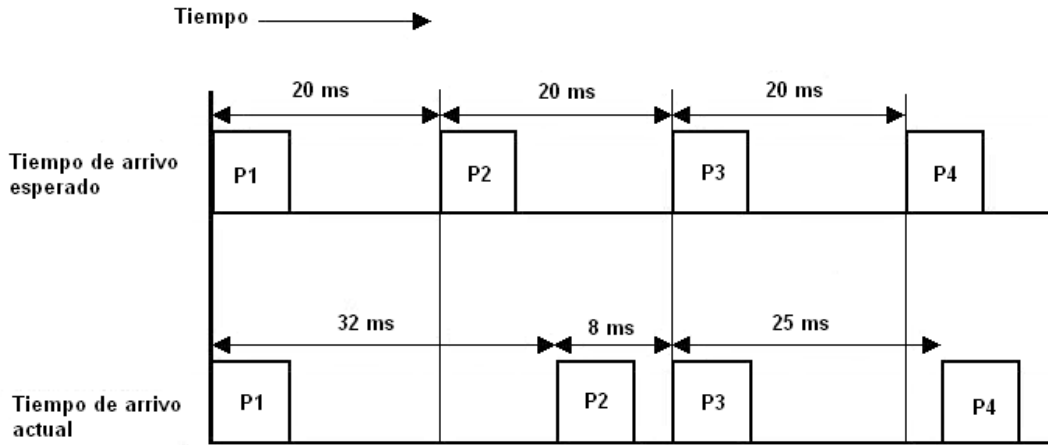 Tiempo
20 ms 20 ms 20 ms
Tiempo de arrivo
esperado
P1 P2 P3 P4
32 ms 8 ms 25 ms
Tiempo de arrivo
actual
P1 P2 P3 P4